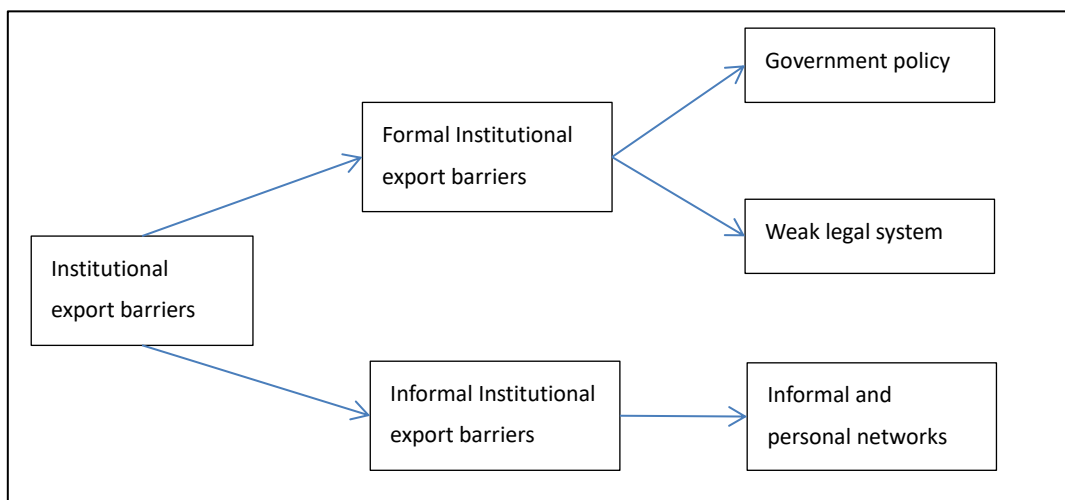 Government policy
Formal Institutional
export barriers
Weak legal system
Institutional
export barriers
Informal Institutional
export barriers
Informal and
personal networks